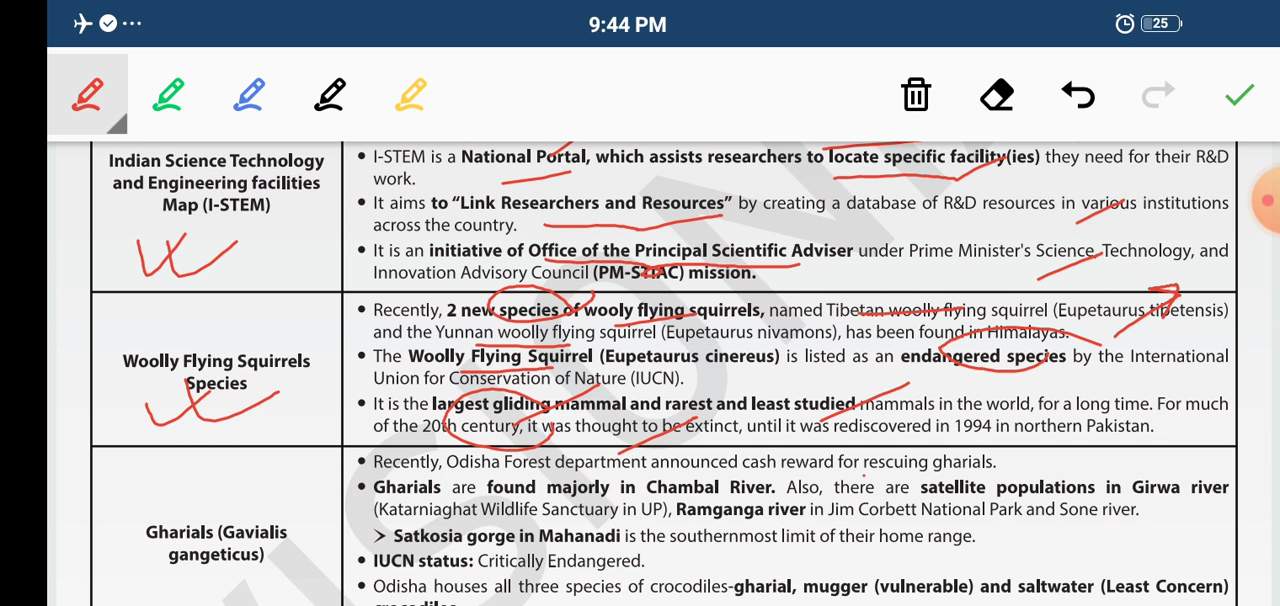 9:44 PM
25
Indian Science Technology
and Engineering facilities
Map (I-STEM)
• I-STEM is a National Portal, which assists researchers to locate specific facility(ies) they need for their R&D
work.
• It aims to “Link Researchers and Resources” by creating a database of R&D resources in various institutions
across the country.
• It is an initiative of Office of the Principal Scientific Adviser under Prime Minister's Science, Technology, and
Innovation Advisory Council (PM-STIAC) mission.
Woolly Flying Squirrels
Species
• Recently, 2 new species of wooly flying squirrels, named Tibetan woolly flying squirrel (Eupetaurus tibetensis)
and the Yunnan woolly flying squirrel (Eupetaurus nivamons), has been found in Himalayas.
• The Woolly Flying Squirrel (Eupetaurus cinereus) is listed as an endangered species by the International
Union for Conservation of Nature (IUCN).
• It is the largest gliding mammal and rarest and least studied mammals in the world, for a long time. For much
of the 20th century, it was thought to be extinct, until it was rediscovered in 1994 in northern Pakistan.
Gharials (Gavialis
gangeticus)
• Recently, Odisha Forest department announced cash reward for rescuing gharials.
• Gharials are found majorly in Chambal River. Also, there are satellite populations in Girwa river
(Katarniaghat Wildlife Sanctuary in UP), Ramganga river in Jim Corbett National Park and Sone river.
➢ Satkosia gorge in Mahanadi is the southernmost limit of their home range.
• IUCN status: Critically Endangered.
• Odisha houses all three species of crocodiles-gharial, mugger (vulnerable) and saltwater (Least Concern)